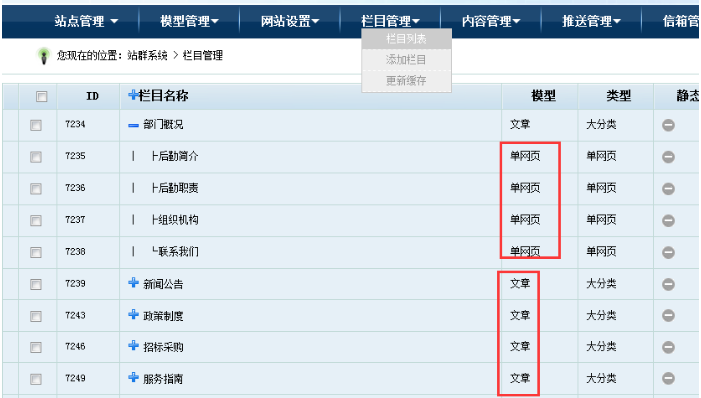 站点管理 模型管理 网站设置 栏目管理 内容管理 推送管理 信箱管
栏目列表
添加栏目
更新缓存
您现在的位置：站群系统 > 栏目管理
ID 栏目名称 模型 类型 静态
7234 部门概况 文章 大分类
7235 | ├后勤简介 单网页 单网页
7236 | ├后勤职责 单网页 单网页
7237 | ├组织机构 单网页 单网页
7238 | └联系我们 单网页 单网页
7239 新闻公告 文章 大分类
7243 政策制度 文章 大分类
7246 招标采购 文章 大分类
7249 服务指南 文章 大分类